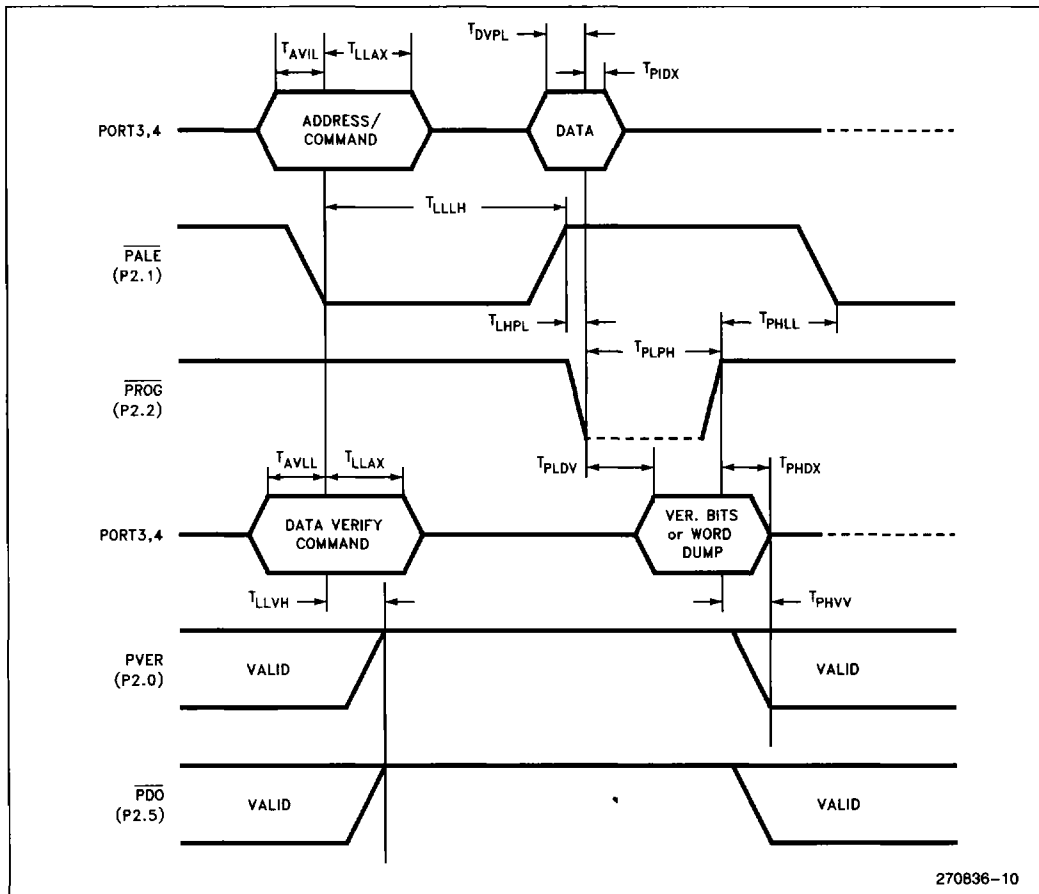 T_DVPL
T_AVIL T_LLAX
T_PIDX
PORT3,4
ADDRESS/
COMMAND
DATA
T_LLLH
PALE
(P2.1)
T_LHPL
T_PHLL
T_PLPH
PROG
(P2.2)
T_AVLL T_LLAX
T_PLDV
T_PHDX
PORT3,4
DATA VERIFY
COMMAND
VER. BITS
or WORD
DUMP
T_LLVH
T_PHVV
PVER
(P2.0)
VALID
VALID
PDO
(P2.5)
VALID
VALID
270836-10